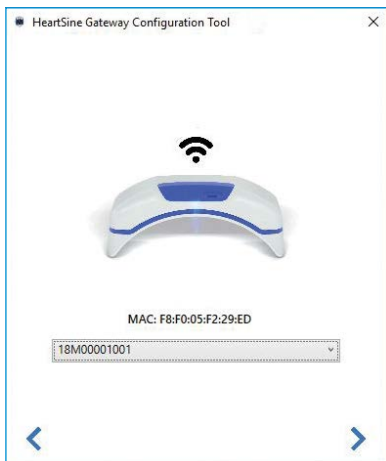 HeartSine Gateway Configuration Tool
MAC: F8:F0:05:F2:29:ED
18M00001001